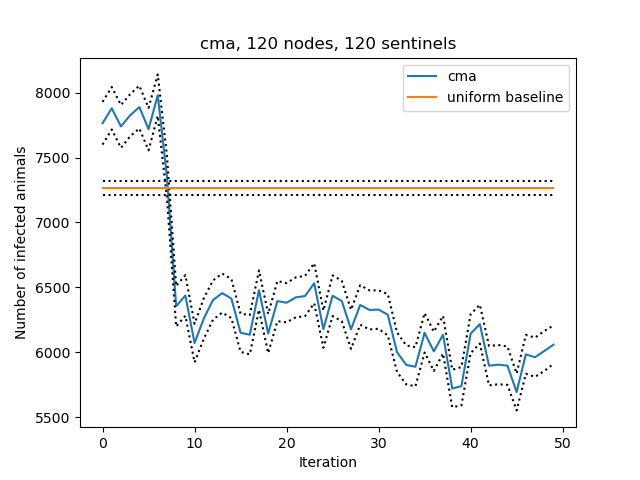 cma, 120 nodes, 120 sentinels
cma
uniform baseline
Number of infected animals
8000
7500
7000
6500
6000
5500
0 10 20 30 40 50
Iteration